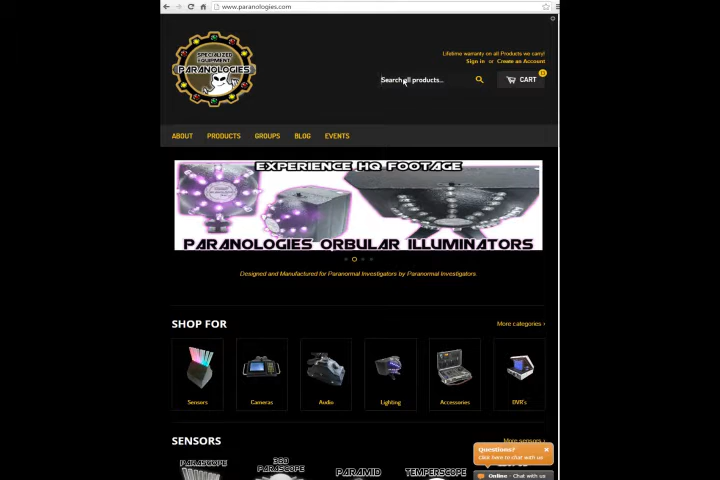 www.paranologies.com
SPECIALIZED
EQUIPMENT
PARANOLOGIES
Lifetime warranty on all Products we carry!
Sign in or Create an Account
Search all products...
CART
0
ABOUT PRODUCTS GROUPS BLOG EVENTS
EXPERIENCE HQ FOOTAGE
PARANOLOGIES ORBULAR ILLUMINATORS
Designed and Manufactured for Paranormal Investigators by Paranormal Investigators.
SHOP FOR
More categories ›
Sensors Cameras Audio Lighting Accessories DVR's
SENSORS
More sensors ›
Questions?
Click here to chat with us
PARASCOPE 360 PARASCOPE PARAMID TEMPERSCOPE
Online - Chat with us